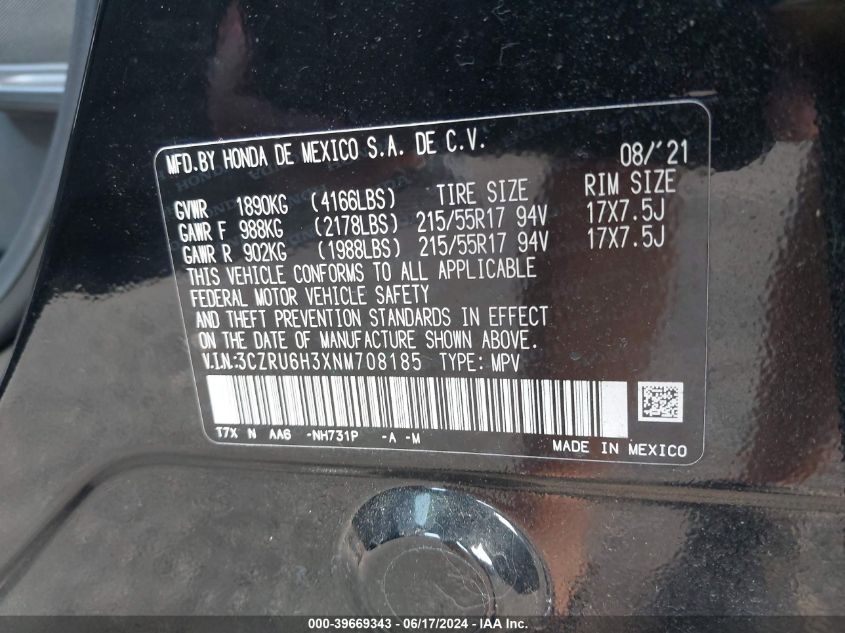 MFD.BY HONDA DE MEXICO S.A. DE C.V. 08/'21
GVWR 1890KG (4166LBS) TIRE SIZE RIM SIZE
GAWR F 988KG (2178LBS) 215/55R17 94V 17X7.5J
GAWR R 902KG (1988LBS) 215/55R17 94V 17X7.5J
THIS VEHICLE CONFORMS TO ALL APPLICABLE
FEDERAL MOTOR VEHICLE SAFETY
AND THEFT PREVENTION STANDARDS IN EFFECT
ON THE DATE OF MANUFACTURE SHOWN ABOVE.
V.I.N.:3CZRU6H3XNM708185 TYPE: MPV
T7X N AA6 -NH731P -A -M
MADE IN MEXICO
000-39669343 - 06/17/2024 - IAA Inc.